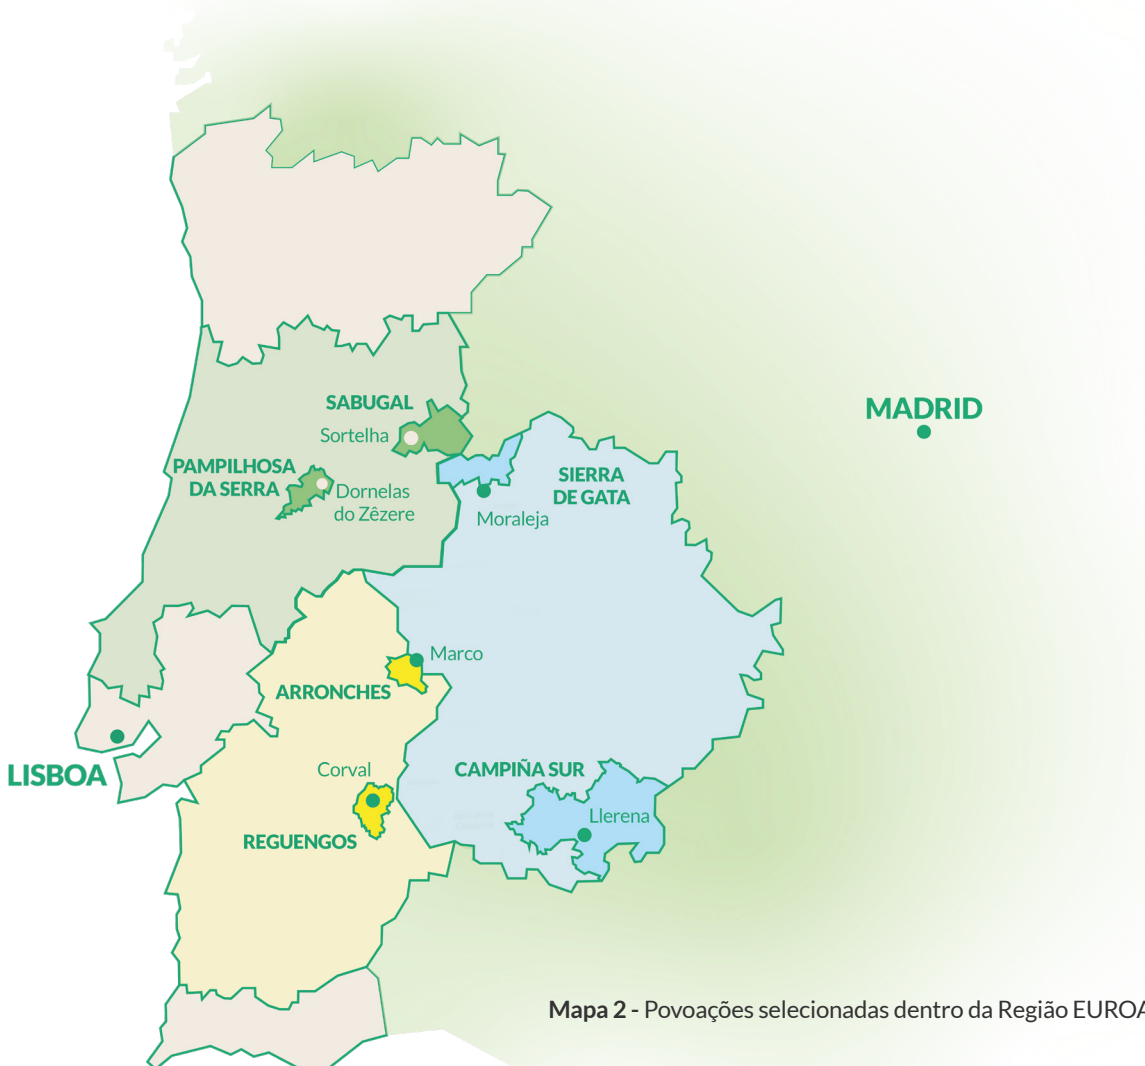 MADRID
SABUGAL
Sortelha
PAMPILHOSA
DA SERRA
Dornelas
do Zêzere
SIERRA
DE GATA
Moraleja
Marco
ARRONCHES
LISBOA
Corval
CAMPIÑA SUR
Llerena
REGUENGOS
Mapa 2 - Povoações selecionadas dentro da Região EUROA